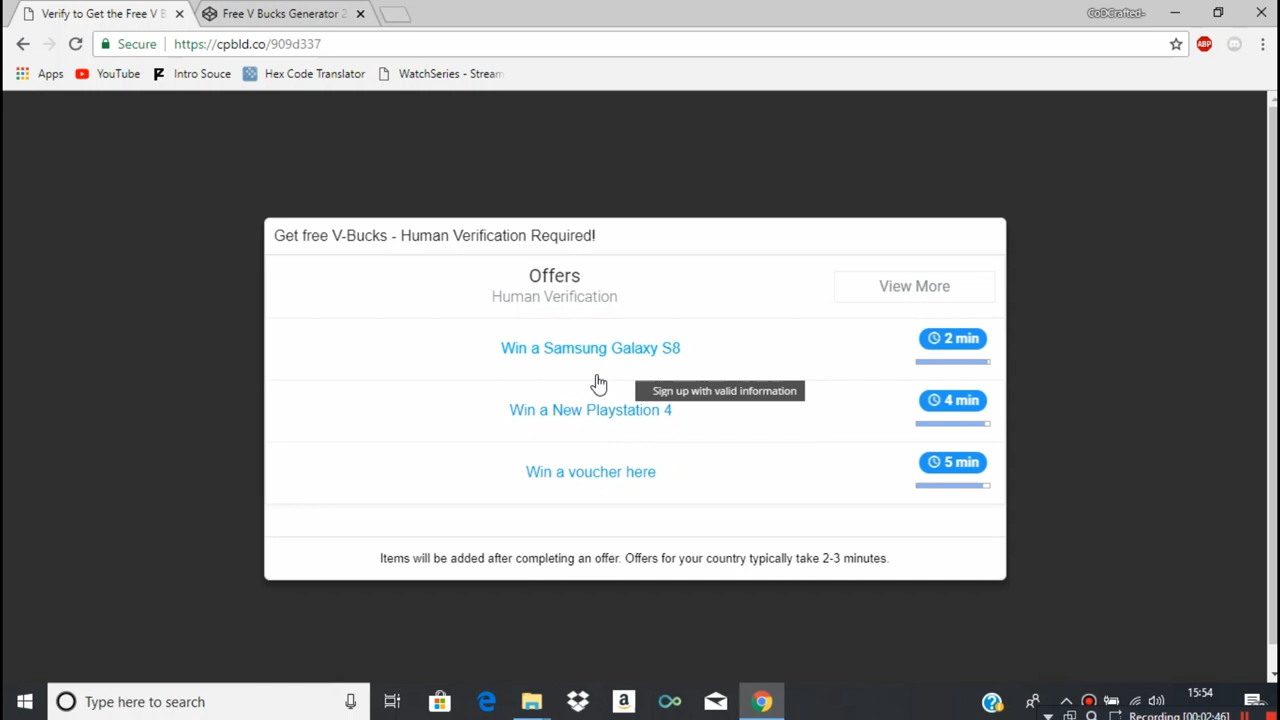 Verify to Get the Free V B
Free V Bucks Generator 2
CoDCrafted-
Secure
https://cpbld.co/909d337
ABP
Apps
YouTube
Intro Souce
Hex Code Translator
WatchSeries - Stream
Get free V-Bucks - Human Verification Required!
Offers
Human Verification
View More
Win a Samsung Galaxy S8
2 min
Sign up with valid information
Win a New Playstation 4
4 min
Win a voucher here
5 min
Items will be added after completing an offer. Offers for your country typically take 2-3 minutes.
Type here to search
15:54
Recording [00:02:46]